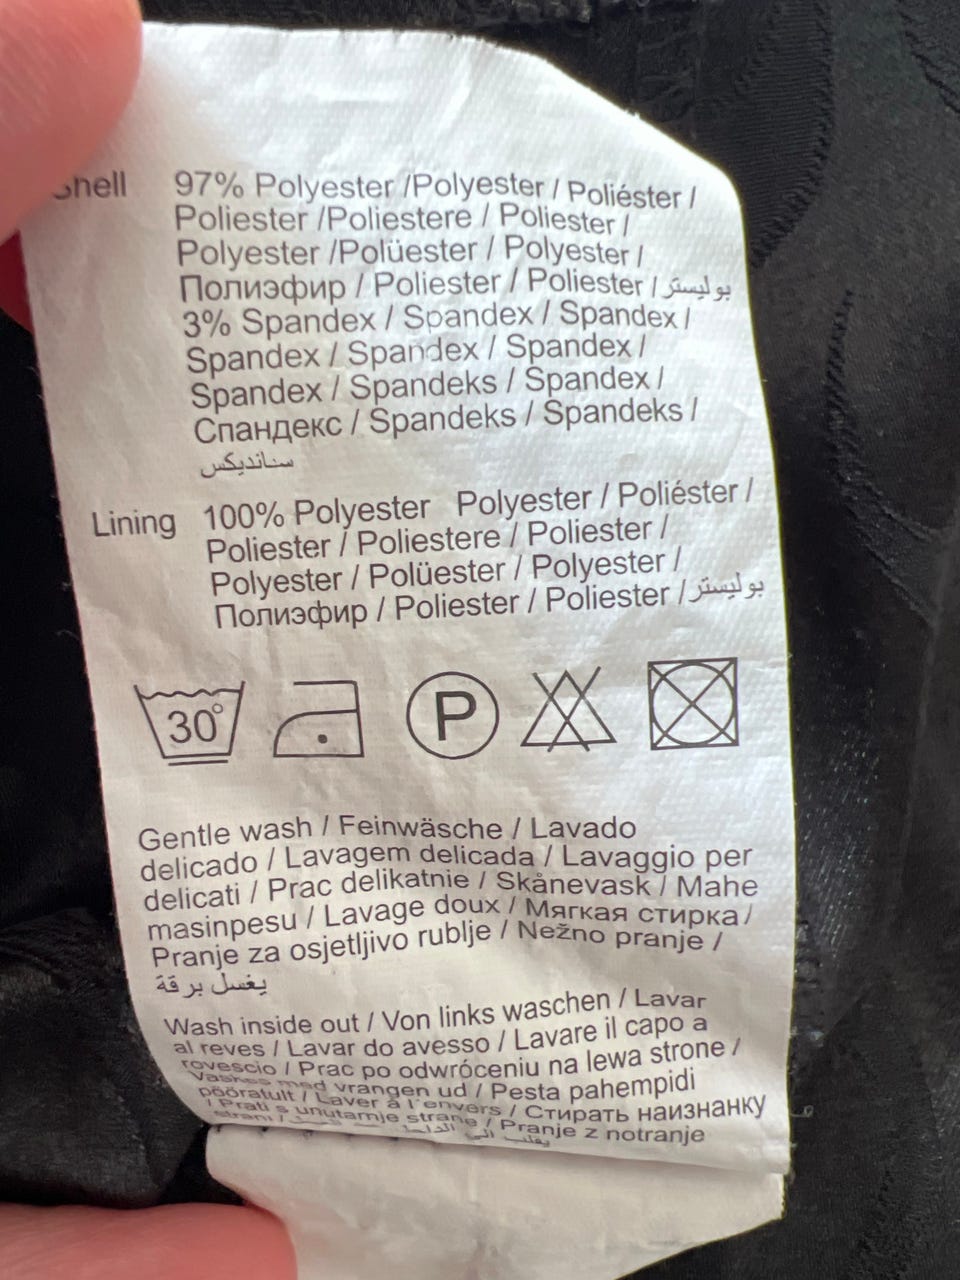 Shell 97% Polyester /Polyester / Poliéster /
Poliester /Poliestere / Poliester /
Polyester /Polüester / Polyester /
Полиэфир / Poliester / Poliester / بوليستر
3% Spandex / Spandex / Spandex /
Spandex / Spandex / Spandex /
Spandex / Spandeks / Spandex /
Спандекс / Spandeks / Spandeks /
سبانديكس
Lining 100% Polyester Polyester / Poliéster /
Poliester / Poliestere / Poliester /
Polyester / Polüester / Polyester /
Полиэфир / Poliester / Poliester / بوليستر
30° P
Gentle wash / Feinwäsche / Lavado
delicado / Lavagem delicada / Lavaggio per
delicati / Prac delikatnie / Skånevask / Mahe
masinpesu / Lavage doux / Мягкая стирка /
Pranje za osjetljivo rublje / Nežno pranje /
يغسل برقة
Wash inside out / Von links waschen / Lavar
al reves / Lavar do avesso / Lavare il capo a
rovescio / Prac po odwróceniu na lewa strone /
Vaskes med vrangen ud / Pesta pahempidi
pööratult / Laver à l'envers / Стирать наизнанку
/ Prati s unutarnje strane / Pranje z notranje
strani /